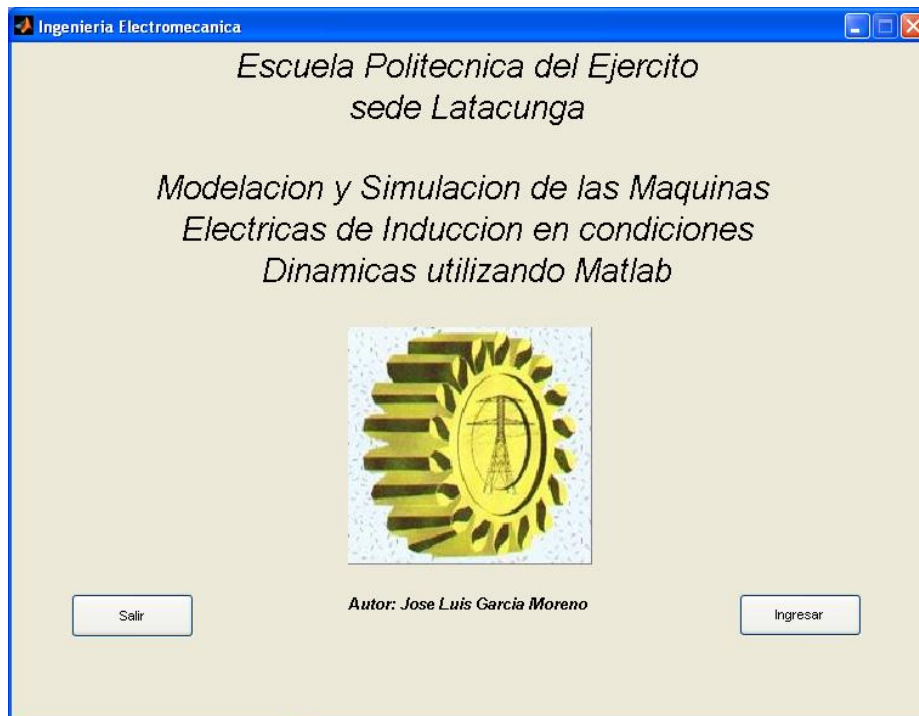 Ingenieria Electromecanica
Escuela Politecnica del Ejercito
sede Latacunga
Modelacion y Simulacion de las Maquinas
Electricas de Induccion en condiciones
Dinamicas utilizando Matlab
Autor: Jose Luis Garcia Moreno
Salir
Ingresar